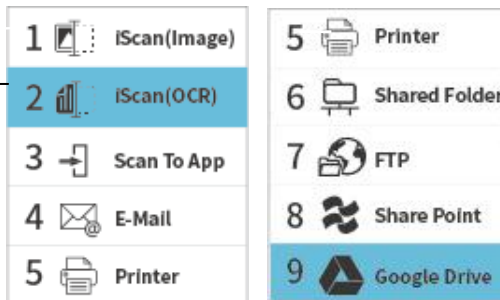 1 iScan(Image)
2 iScan(OCR)
3 Scan To App
4 E-Mail
5 Printer
5 Printer
6 Shared Folder
7 FTP
8 Share Point
9 Google Drive